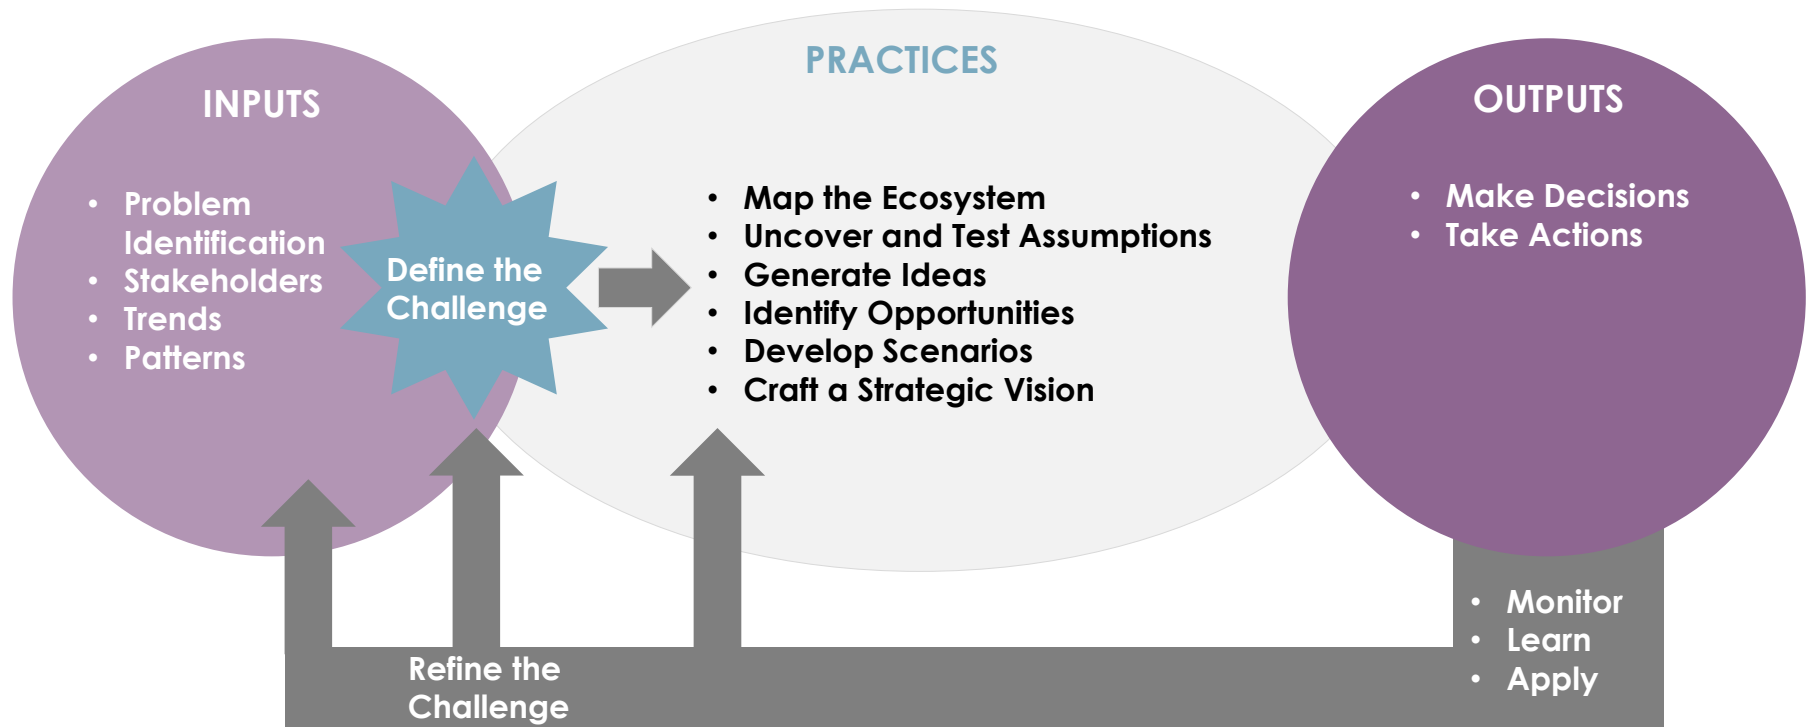 PRACTICES
INPUTS
OUTPUTS
• Problem
Identification
• Stakeholders
• Trends
• Patterns
Define the
Challenge
• Map the Ecosystem
• Uncover and Test Assumptions
• Generate Ideas
• Identify Opportunities
• Develop Scenarios
• Craft a Strategic Vision
• Make Decisions
• Take Actions
• Monitor
• Learn
• Apply
Refine the
Challenge